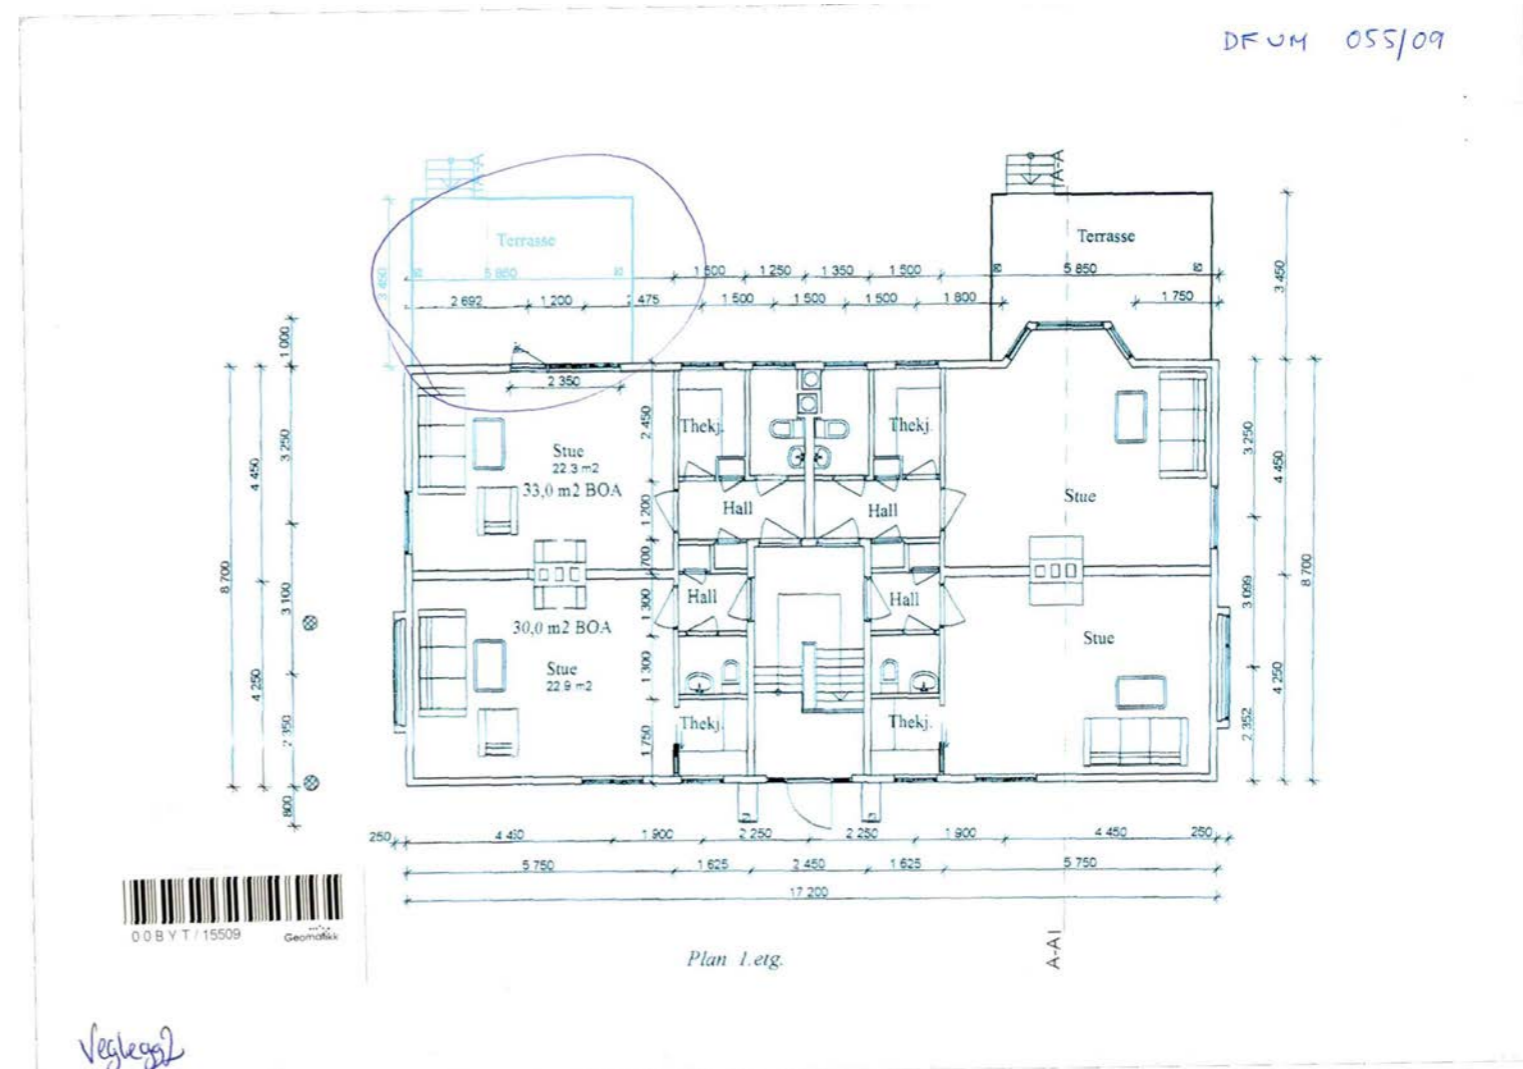 DFUM 055/09
A-A
A-A
Terrasse
Terrasse
3 450
5 850
1 500
1 250
1 350
1 500
5 850
3 450
2 692
1 200
2 475
1 500
1 500
1 500
1 800
1 750
1 000
2 350
2 450
Thekj.
Thekj.
Stue
22.3 m2
33,0 m2 BOA
3 250
4 450
3 250
4 450
Stue
1 200
Hall
Hall
700
8 700
8 700
3 100
1 300
Hall
Hall
3 099
30,0 m2 BOA
Stue
22.9 m2
Stue
1 300
4 250
4 250
2 350
1 750
Thekj.
Thekj.
2 352
800
250
4 450
1 900
2 250
2 250
1 900
4 450
250
5 750
1 625
2 450
1 625
5 750
17 200
00BYT/15509
Geomatikk
A-A
Plan 1.etg.